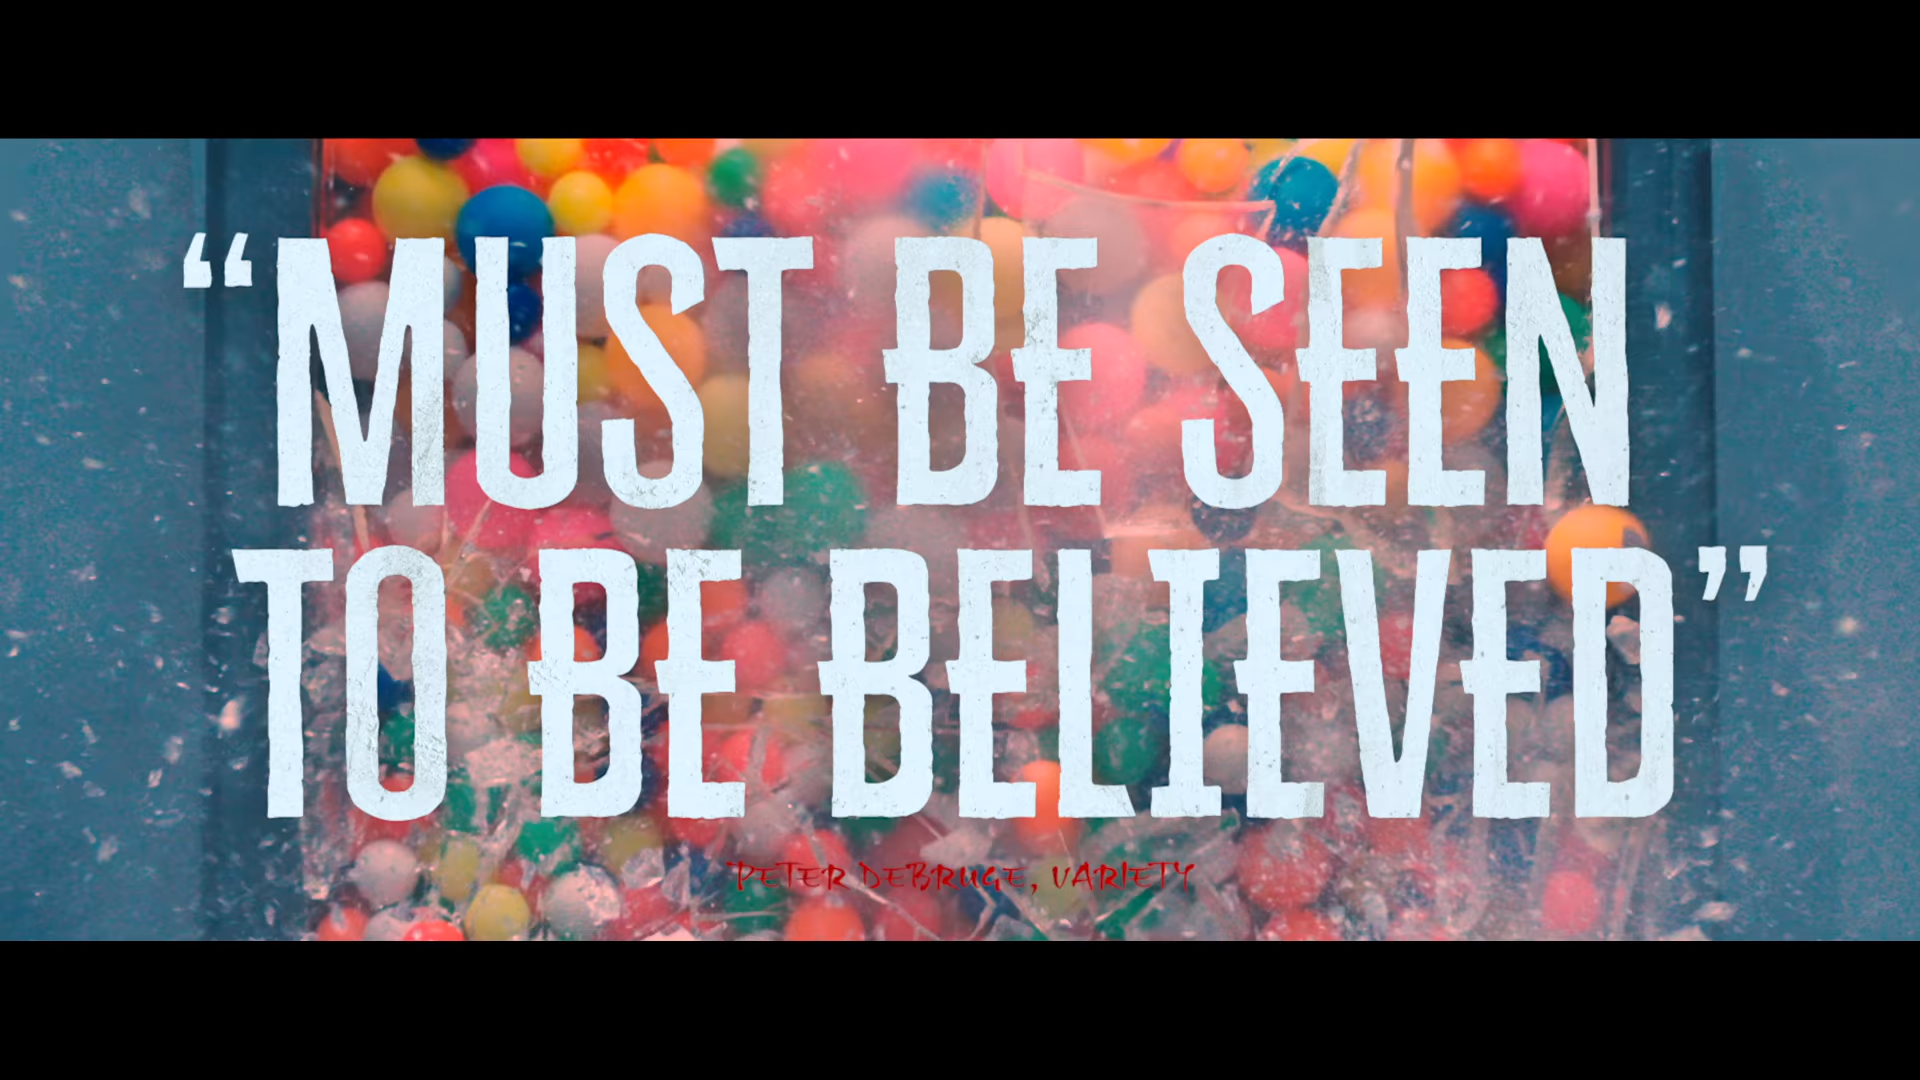 “MUST BE SEEN
TO BE BELIEVED”
PETER DEBRUGE, VARIETY